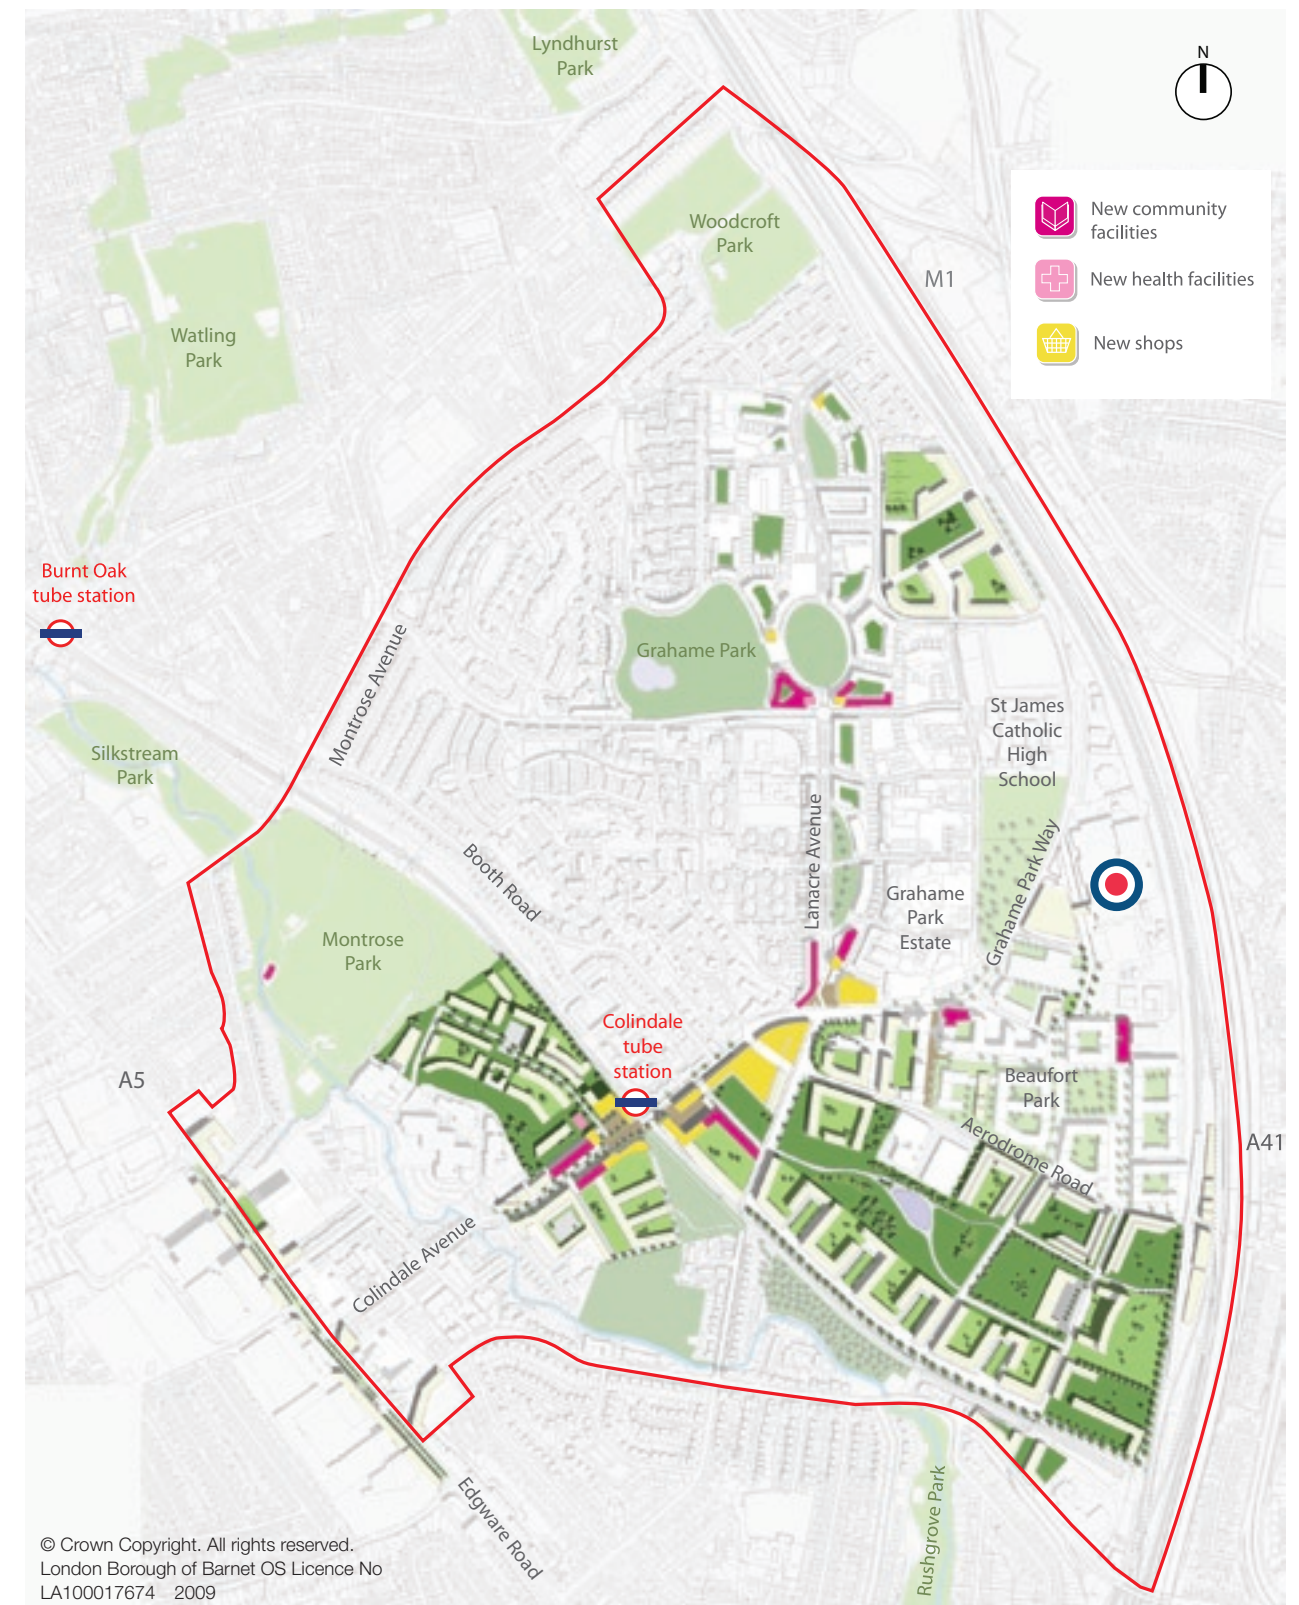 Lyndhurst
Park
N
New community
facilities
New health facilities
New shops
Woodcroft
Park
M1
Watling
Park
Burnt Oak
tube station
Montrose Avenue
Grahame Park
St James
Catholic
High
School
Silkstream
Park
Lanacre Avenue
Booth Road
Grahame Park Way
Grahame
Park
Estate
Montrose
Park
Colindale
tube
station
A5
Beaufort
Park
Aerodrome Road
A41
Colindale Avenue
Edgware Road
Rushgrove Park
© Crown Copyright. All rights reserved.
London Borough of Barnet OS Licence No
LA100017674 2009